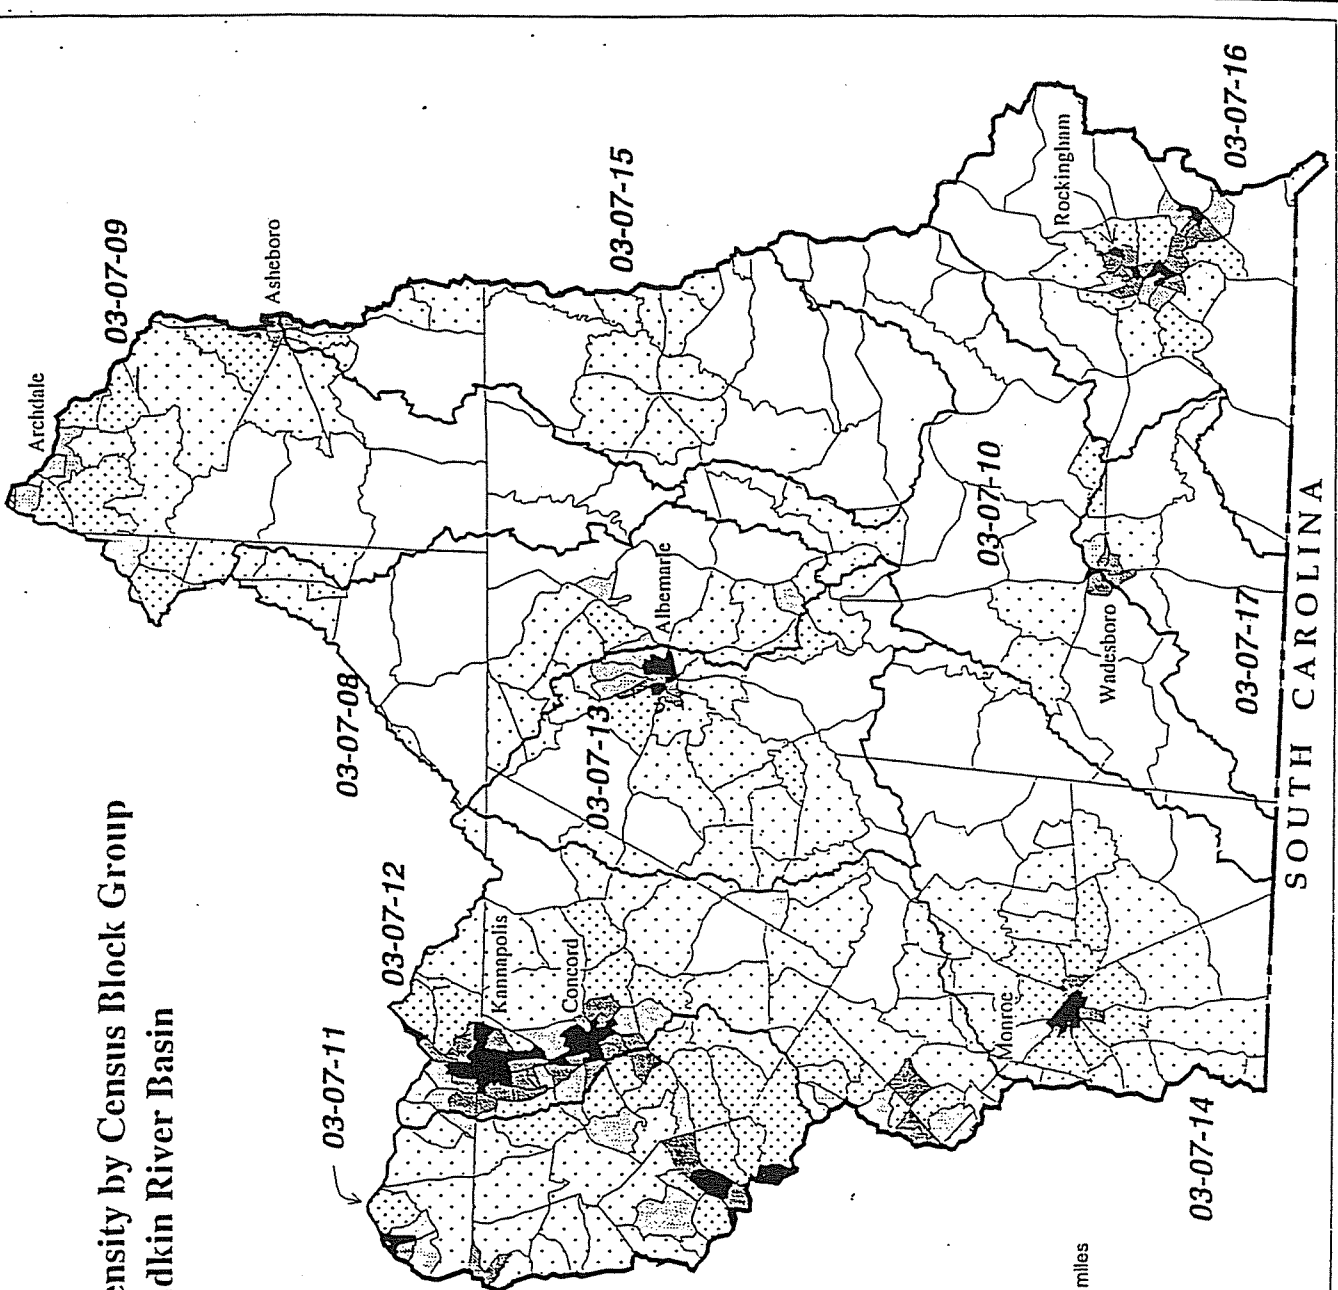 ensity by Census Block Group
dkin River Basin
03-07-09
Archdale
Asheboro
03-07-15
03-07-16
Rockingham
03-07-08
03-07-10
Albemarle
03-07-13
Wadesboro
03-07-17
SOUTH CAROLINA
03-07-12
Kannapolis
Concord
03-07-11
Monroe
03-07-14
miles